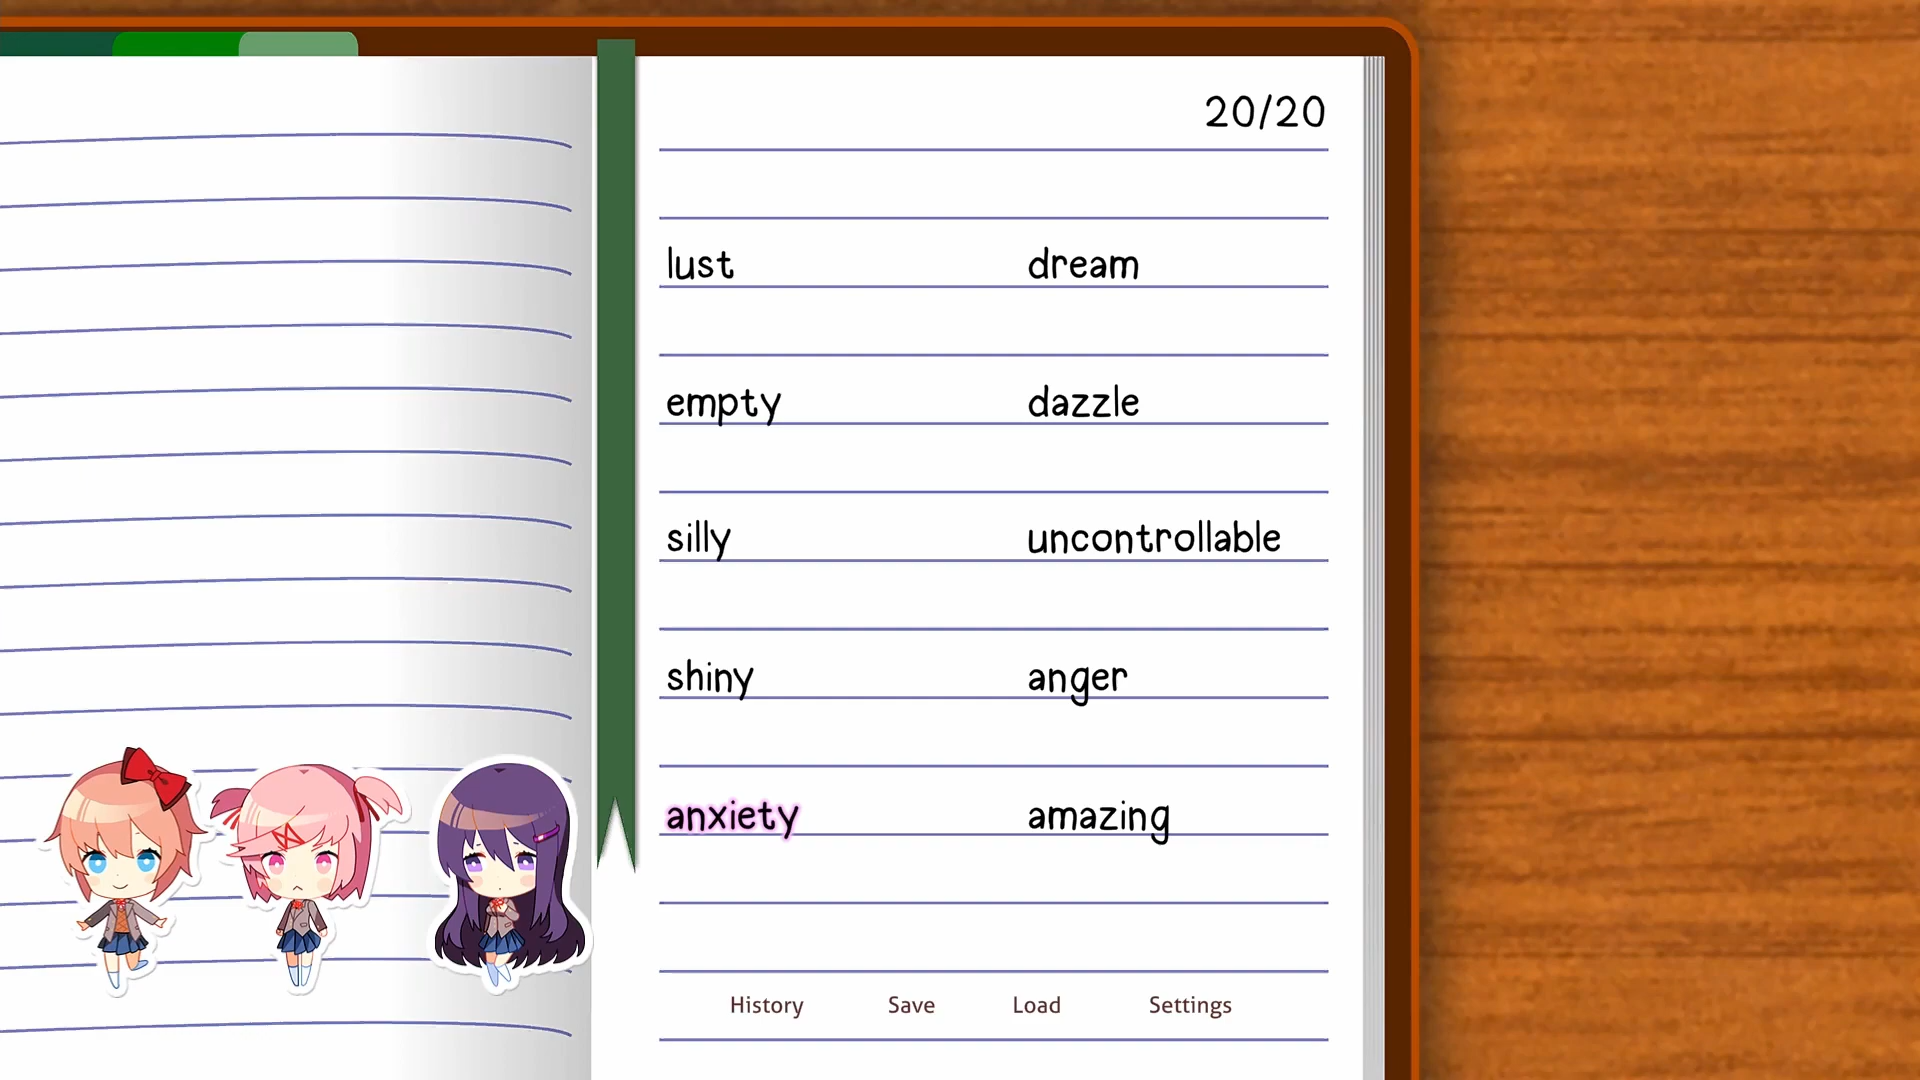 20/20
lust dream
empty dazzle
silly uncontrollable
shiny anger
anxiety amazing
History Save Load Settings